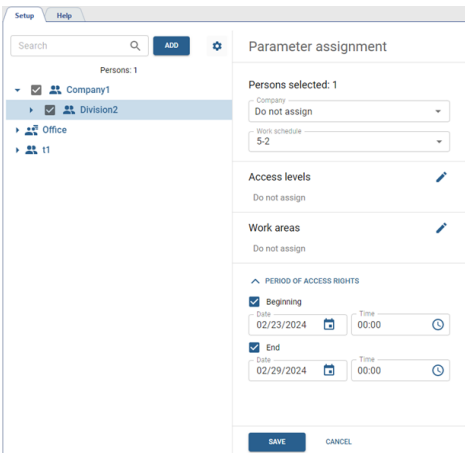 Setup
Help
Search
ADD
Persons: 1
Company1
Division2
Office
t1
Parameter assignment
Persons selected: 1
Company
Do not assign
Work schedule
5-2
Access levels
Do not assign
Work areas
Do not assign
PERIOD OF ACCESS RIGHTS
Beginning
Date Time
02/23/2024 00:00
End
Date Time
02/29/2024 00:00
SAVE CANCEL